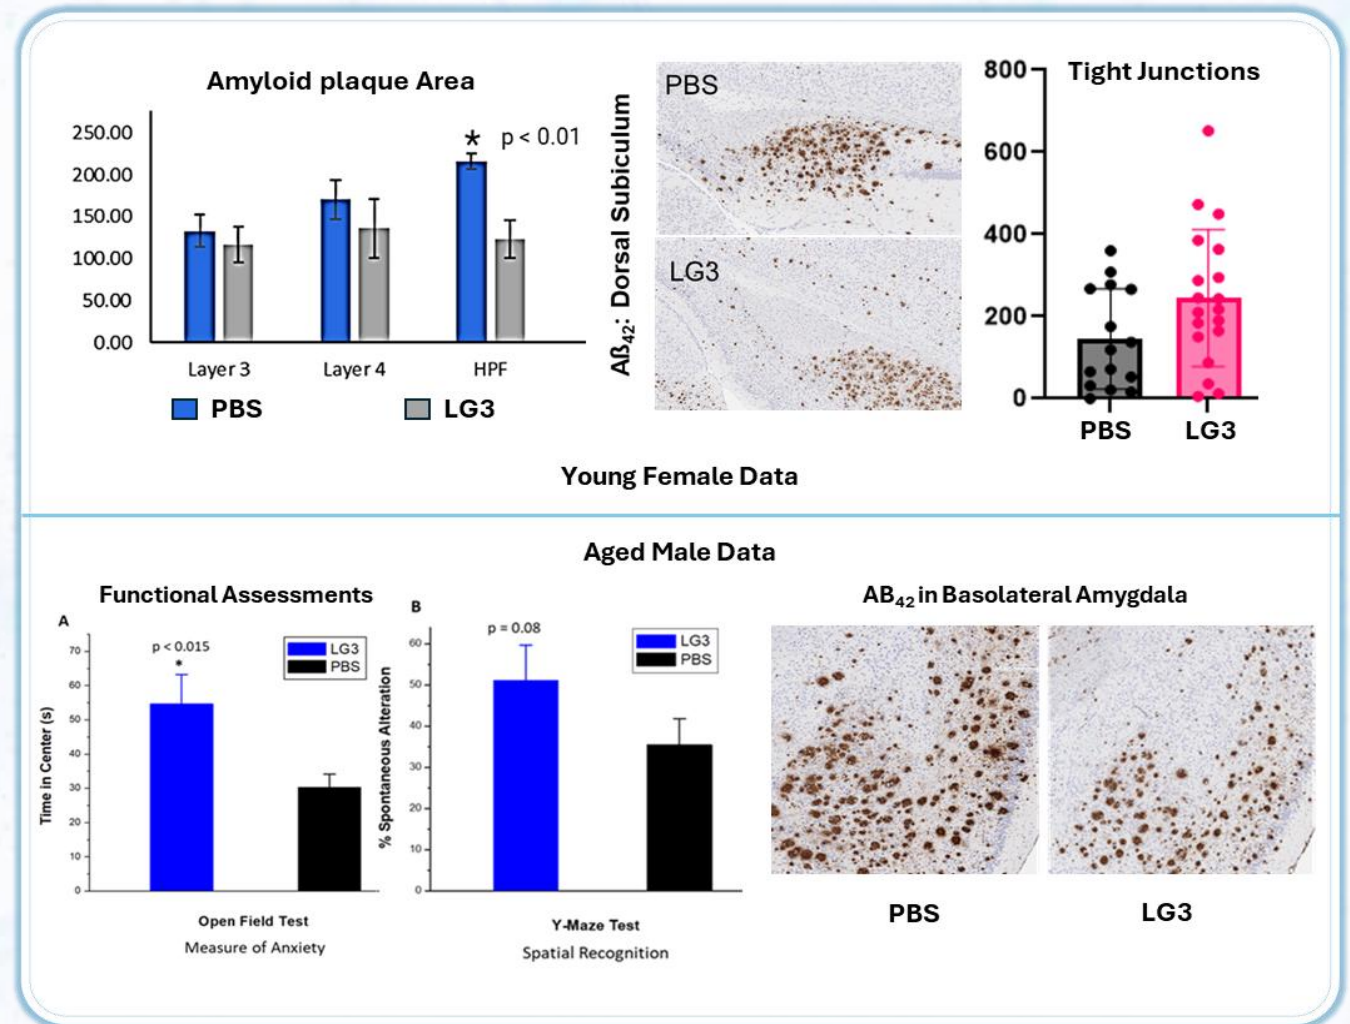 Amyloid plaque Area
250.00
200.00
150.00
100.00
50.00
0.00
* p < 0.01
Layer 3
Layer 4
HPF
PBS
LG3
Aß42: Dorsal Subiculum
PBS
LG3
Tight Junctions
800
600
400
200
0
PBS
LG3
Young Female Data
Aged Male Data
Functional Assessments
A
p < 0.015
*
LG3
PBS
Time in Center (s)
70
60
50
40
30
20
10
0
Open Field Test
Measure of Anxiety
B
p = 0.08
LG3
PBS
% Spontaneous Alteration
60
50
40
30
20
10
0
Y-Maze Test
Spatial Recognition
AB42 in Basolateral Amygdala
PBS
LG3